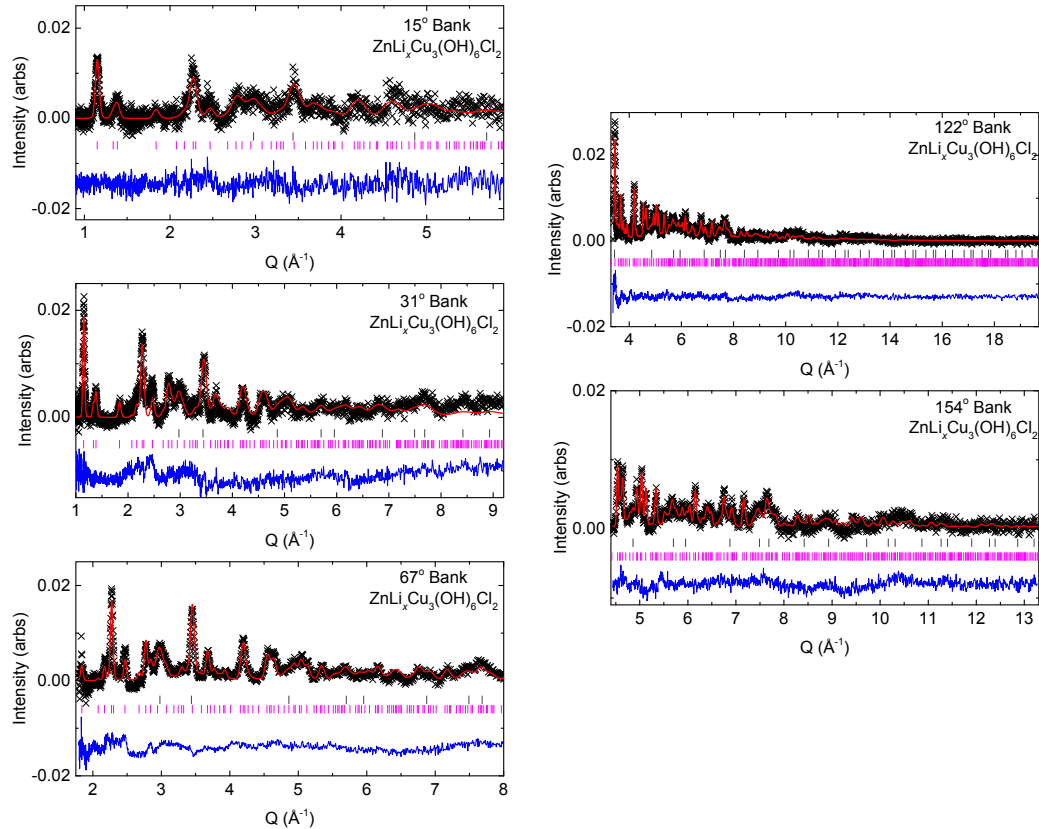 15° Bank
ZnLiₓCu₃(OH)₆Cl₂
0.02
0.00
-0.02
Intensity (arbs)
1 2 3 4 5
Q (Å⁻¹)
31° Bank
ZnLiₓCu₃(OH)₆Cl₂
0.02
0.00
Intensity (arbs)
1 2 3 4 5 6 7 8 9
Q (Å⁻¹)
67° Bank
ZnLiₓCu₃(OH)₆Cl₂
0.02
0.00
-0.02
Intensity (arbs)
2 3 4 5 6 7 8
Q (Å⁻¹)
122° Bank
ZnLiₓCu₃(OH)₆Cl₂
0.02
0.00
-0.02
Intensity (arbs)
4 6 8 10 12 14 16 18
Q (Å⁻¹)
154° Bank
ZnLiₓCu₃(OH)₆Cl₂
0.02
0.00
Intensity (arbs)
5 6 7 8 9 10 11 12 13
Q (Å⁻¹)